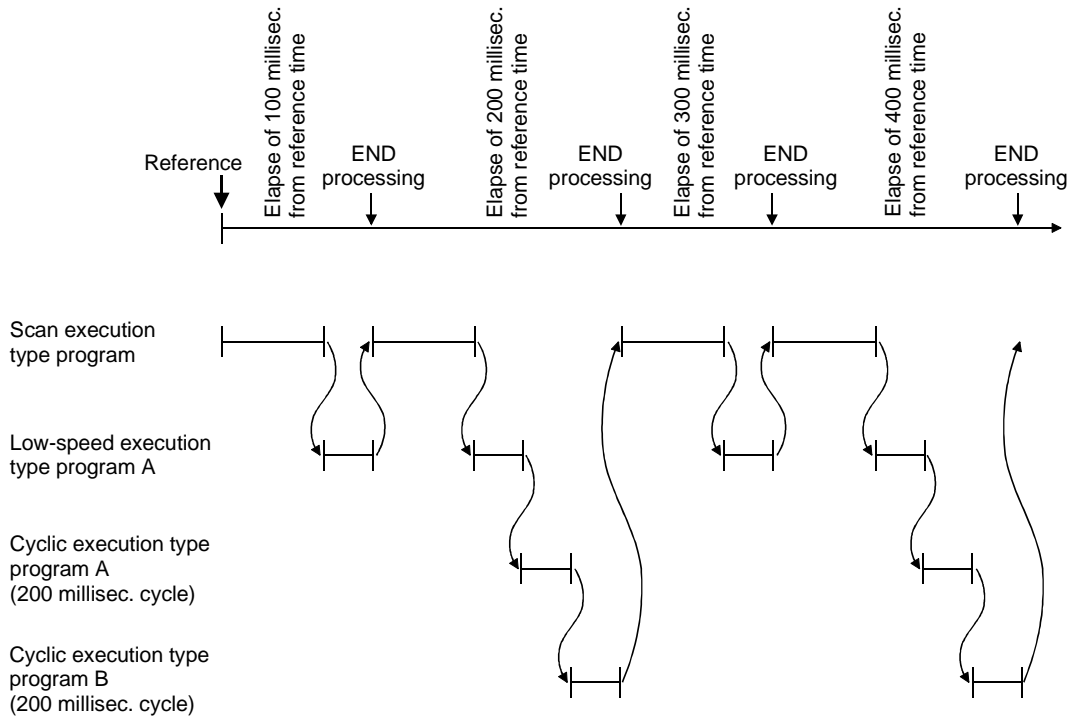 Elapse of 100 millisec.
from reference time
Elapse of 200 millisec.
from reference time
Elapse of 300 millisec.
from reference time
Elapse of 400 millisec.
from reference time
Reference
END
processing
END
processing
END
processing
END
processing
Scan execution
type program
Low-speed execution
type program A
Cyclic execution type
program A
(200 millisec. cycle)
Cyclic execution type
program B
(200 millisec. cycle)